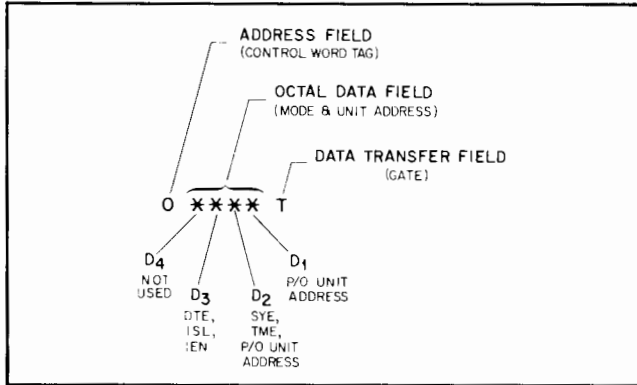 ADDRESS FIELD
(CONTROL WORD TAG)
OCTAL DATA FIELD
(MODE & UNIT ADDRESS)
DATA TRANSFER FIELD
(GATE)
O **** T
D4
NOT
USED
D3
DTE,
ISL,
IEN
D2
SYE,
TME,
P/O UNIT
ADDRESS
D1
P/O UNIT
ADDRESS